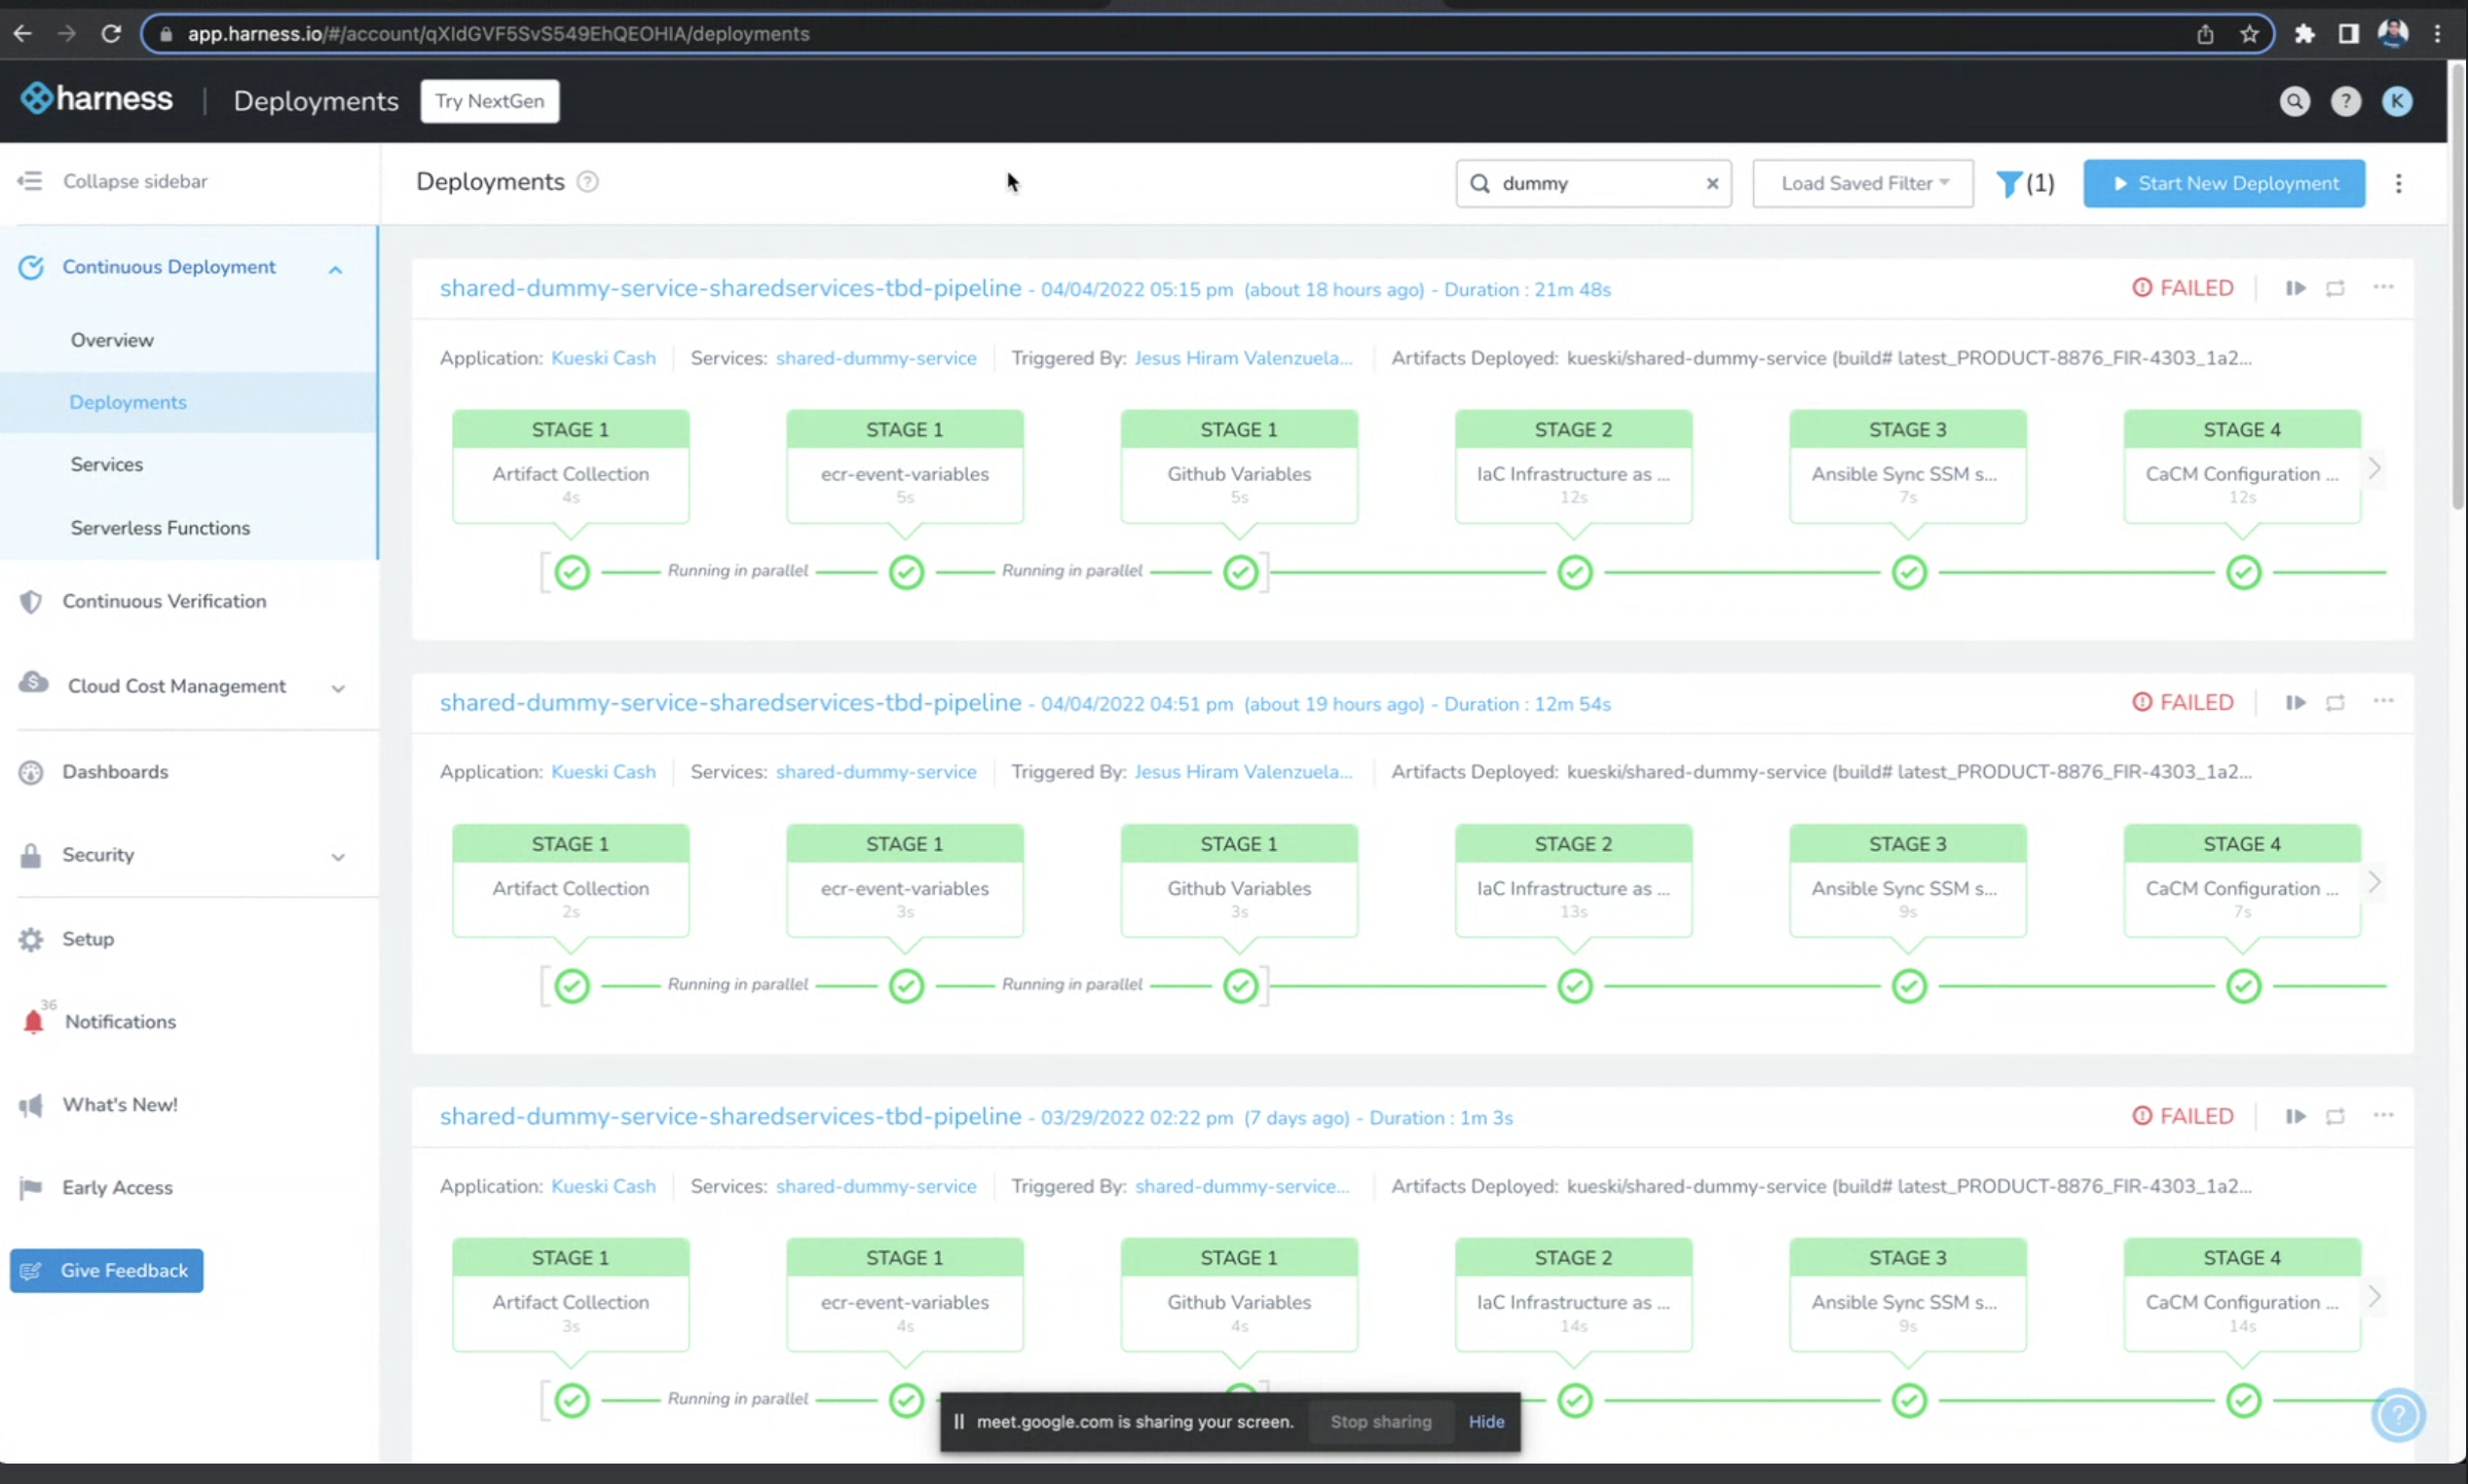 app.harness.io/#/account/qXIdGVF5SvS549EhQEOHIA/deployments
harness | Deployments Try NextGen ? K
Collapse sidebar
Deployments ? dummy × Load Saved Filter (1) Start New Deployment
Continuous Deployment
Overview
Deployments
Services
Serverless Functions
Continuous Verification
Cloud Cost Management
Dashboards
Security
Setup
36
Notifications
What's New!
Early Access
Give Feedback
shared-dummy-service-sharedservices-tbd-pipeline - 04/04/2022 05:15 pm (about 18 hours ago) - Duration : 21m 48s FAILED
Application: Kueski Cash Services: shared-dummy-service Triggered By: Jesus Hiram Valenzuela... Artifacts Deployed: kueski/shared-dummy-service (build# latest_PRODUCT-8876_FIR-4303_1a2...
STAGE 1 STAGE 1 STAGE 1 STAGE 2 STAGE 3 STAGE 4
Artifact Collection ecr-event-variables Github Variables IaC Infrastructure as ... Ansible Sync SSM s... CaCM Configuration ...
4s 5s 5s 12s 7s 12s
Running in parallel Running in parallel
shared-dummy-service-sharedservices-tbd-pipeline - 04/04/2022 04:51 pm (about 19 hours ago) - Duration : 12m 54s FAILED
Application: Kueski Cash Services: shared-dummy-service Triggered By: Jesus Hiram Valenzuela... Artifacts Deployed: kueski/shared-dummy-service (build# latest_PRODUCT-8876_FIR-4303_1a2...
STAGE 1 STAGE 1 STAGE 1 STAGE 2 STAGE 3 STAGE 4
Artifact Collection ecr-event-variables Github Variables IaC Infrastructure as ... Ansible Sync SSM s... CaCM Configuration ...
2s 3s 3s 13s 9s 7s
Running in parallel Running in parallel
shared-dummy-service-sharedservices-tbd-pipeline - 03/29/2022 02:22 pm (7 days ago) - Duration : 1m 3s FAILED
Application: Kueski Cash Services: shared-dummy-service Triggered By: shared-dummy-service... Artifacts Deployed: kueski/shared-dummy-service (build# latest_PRODUCT-8876_FIR-4303_1a2...
STAGE 1 STAGE 1 STAGE 1 STAGE 2 STAGE 3 STAGE 4
Artifact Collection ecr-event-variables Github Variables IaC Infrastructure as ... Ansible Sync SSM s... CaCM Configuration ...
3s 4s 4s 14s 9s 14s
Running in parallel
meet.google.com is sharing your screen. Stop sharing Hide
?